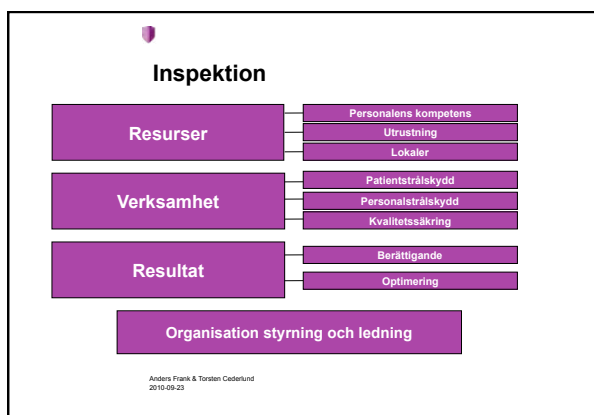 Inspektion
Resurser
Personalens kompetens
Utrustning
Lokaler
Verksamhet
Patientstrålskydd
Personalstrålskydd
Kvalitetssäkring
Resultat
Berättigande
Optimering
Organisation styrning och ledning
Anders Frank & Torsten Cederlund
2010-09-23